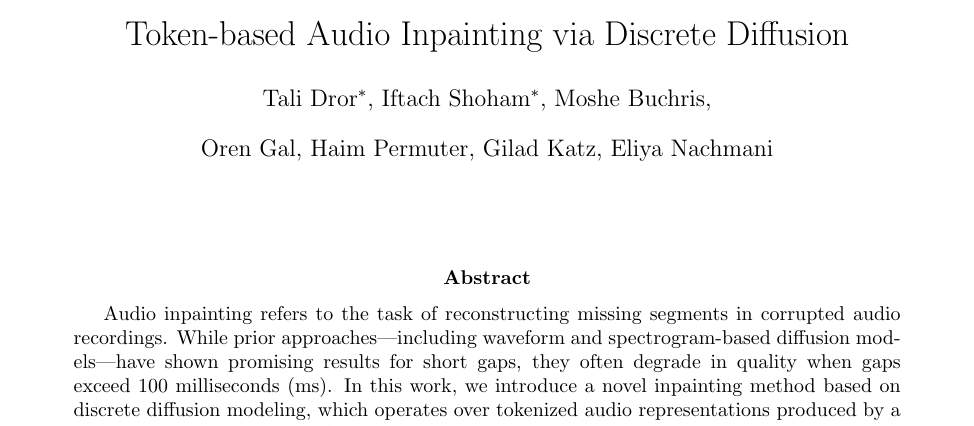 Token-based Audio Inpainting via Discrete Diffusion
Tali Dror*, Iftach Shoham*, Moshe Buchris,
Oren Gal, Haim Permuter, Gilad Katz, Eliya Nachmani
Abstract
Audio inpainting refers to the task of reconstructing missing segments in corrupted audio
recordings. While prior approaches—including waveform and spectrogram-based diffusion mod-
els—have shown promising results for short gaps, they often degrade in quality when gaps
exceed 100 milliseconds (ms). In this work, we introduce a novel inpainting method based on
discrete diffusion modeling, which operates over tokenized audio representations produced by a